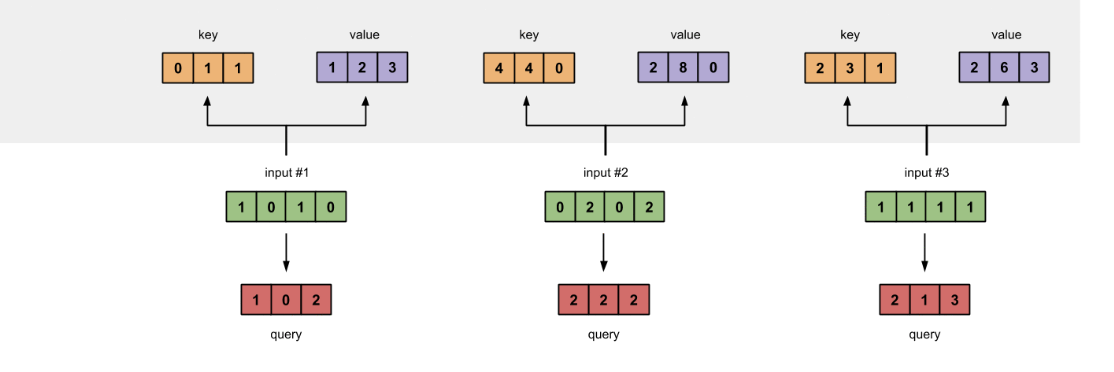 key value key value key value
0 1 1 1 2 3 4 4 0 2 8 0 2 3 1 2 6 3
input #1 input #2 input #3
1 0 1 0 0 2 0 2 1 1 1 1
1 0 2 2 2 2 2 1 3
query query query